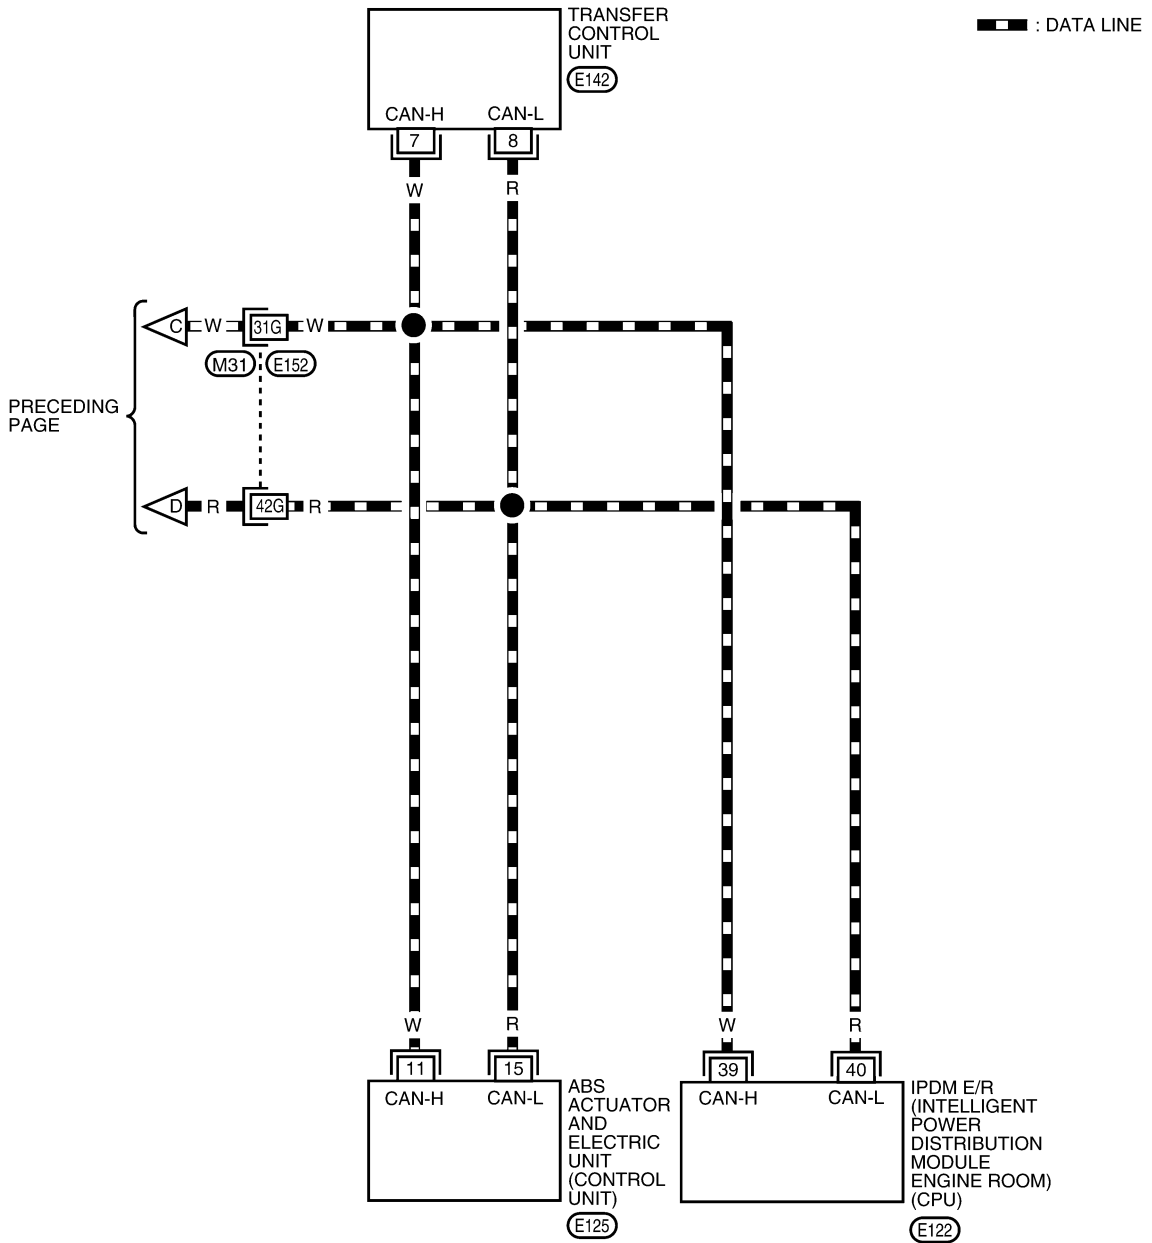 TRANSFER
CONTROL
UNIT
E142
: DATA LINE
CAN-H CAN-L
7 8
W R
C W 31G W
M31 E152
PRECEDING
PAGE
D R 42G R
W R W R
11 15 39 40
CAN-H CAN-L
CAN-H CAN-L
ABS
ACTUATOR
AND
ELECTRIC
UNIT
(CONTROL
UNIT)
E125
IPDM E/R
(INTELLIGENT
POWER
DISTRIBUTION
MODULE
ENGINE ROOM)
(CPU)
E122